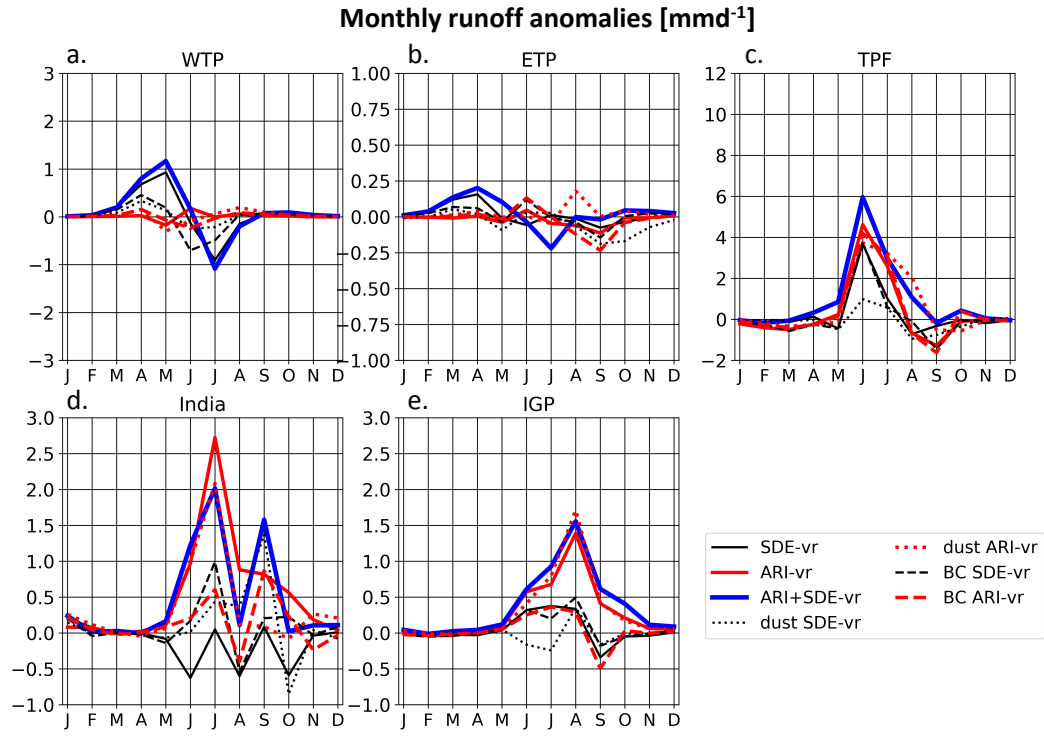 Monthly runoff anomalies [mmd⁻¹]
a. WTP
3
2
1
0
−1
−2
−3
J F M A M J J A S O N D
b. ETP
1.00
0.75
0.50
0.25
0.00
−0.25
−0.50
−0.75
−1.00
J F M A M J J A S O N D
c. TPF
12
10
8
6
4
2
0
−2
J F M A M J J A S O N D
d. India
3.0
2.5
2.0
1.5
1.0
0.5
0.0
−0.5
−1.0
J F M A M J J A S O N D
e. IGP
3.0
2.5
2.0
1.5
1.0
0.5
0.0
−0.5
−1.0
J F M A M J J A S O N D
SDE-vr
ARI-vr
ARI+SDE-vr
dust SDE-vr
dust ARI-vr
BC SDE-vr
BC ARI-vr